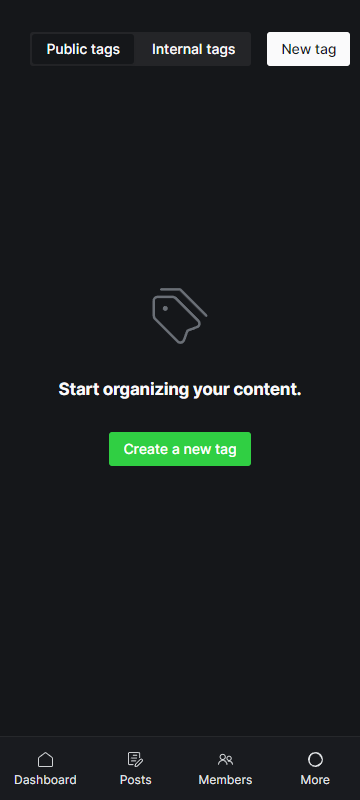 Public tags
Internal tags
New tag
Start organizing your content.
Create a new tag
Dashboard
Posts
Members
More